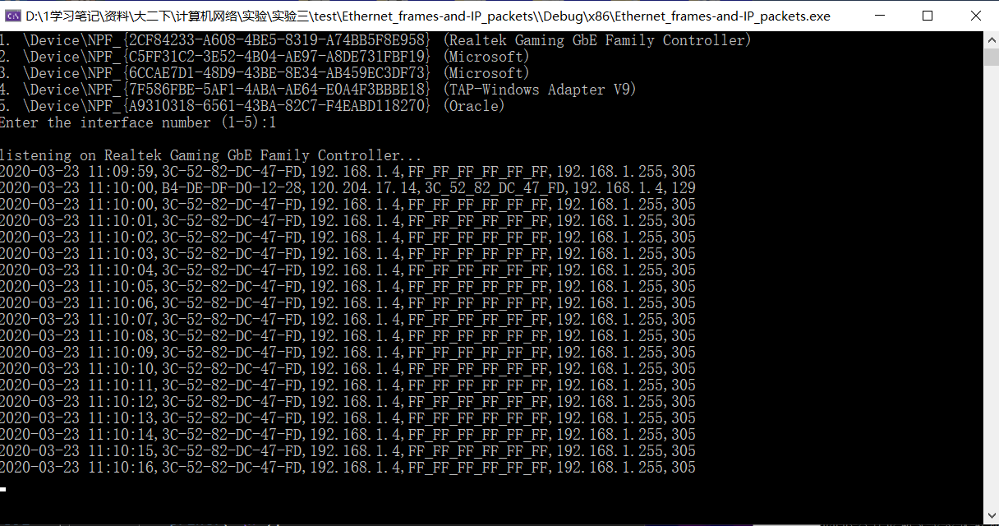 D:\1学习笔记\资料\大二下\计算机网络\实验\实验三\test\Ethernet_frames-and-IP_packets\\Debug\x86\Ethernet_frames-and-IP_packets.exe
1. \Device\NPF_{2CF84233-A608-4BE5-8319-A74BB5F8E958} (Realtek Gaming GbE Family Controller)
2. \Device\NPF_{C5FF31C2-3E52-4B04-AE97-A8DE731FBF19} (Microsoft)
3. \Device\NPF_{6CCAE7D1-48D9-43BE-8E34-AB459EC3DF73} (Microsoft)
4. \Device\NPF_{7F586FBE-5AF1-4ABA-AE64-E0A4F3BBBE18} (TAP-Windows Adapter V9)
5. \Device\NPF_{A9310318-6561-43BA-82C7-F4EABD118270} (Oracle)
Enter the interface number (1-5):1
listening on Realtek Gaming GbE Family Controller...
2020-03-23 11:09:59,3C-52-82-DC-47-FD,192.168.1.4,FF_FF_FF_FF_FF_FF,192.168.1.255,305
2020-03-23 11:10:00,B4-DE-DF-D0-12-28,120.204.17.14,3C_52_82_DC_47_FD,192.168.1.4,129
2020-03-23 11:10:00,3C-52-82-DC-47-FD,192.168.1.4,FF_FF_FF_FF_FF_FF,192.168.1.255,305
2020-03-23 11:10:01,3C-52-82-DC-47-FD,192.168.1.4,FF_FF_FF_FF_FF_FF,192.168.1.255,305
2020-03-23 11:10:02,3C-52-82-DC-47-FD,192.168.1.4,FF_FF_FF_FF_FF_FF,192.168.1.255,305
2020-03-23 11:10:03,3C-52-82-DC-47-FD,192.168.1.4,FF_FF_FF_FF_FF_FF,192.168.1.255,305
2020-03-23 11:10:04,3C-52-82-DC-47-FD,192.168.1.4,FF_FF_FF_FF_FF_FF,192.168.1.255,305
2020-03-23 11:10:05,3C-52-82-DC-47-FD,192.168.1.4,FF_FF_FF_FF_FF_FF,192.168.1.255,305
2020-03-23 11:10:06,3C-52-82-DC-47-FD,192.168.1.4,FF_FF_FF_FF_FF_FF,192.168.1.255,305
2020-03-23 11:10:07,3C-52-82-DC-47-FD,192.168.1.4,FF_FF_FF_FF_FF_FF,192.168.1.255,305
2020-03-23 11:10:08,3C-52-82-DC-47-FD,192.168.1.4,FF_FF_FF_FF_FF_FF,192.168.1.255,305
2020-03-23 11:10:09,3C-52-82-DC-47-FD,192.168.1.4,FF_FF_FF_FF_FF_FF,192.168.1.255,305
2020-03-23 11:10:10,3C-52-82-DC-47-FD,192.168.1.4,FF_FF_FF_FF_FF_FF,192.168.1.255,305
2020-03-23 11:10:11,3C-52-82-DC-47-FD,192.168.1.4,FF_FF_FF_FF_FF_FF,192.168.1.255,305
2020-03-23 11:10:12,3C-52-82-DC-47-FD,192.168.1.4,FF_FF_FF_FF_FF_FF,192.168.1.255,305
2020-03-23 11:10:13,3C-52-82-DC-47-FD,192.168.1.4,FF_FF_FF_FF_FF_FF,192.168.1.255,305
2020-03-23 11:10:14,3C-52-82-DC-47-FD,192.168.1.4,FF_FF_FF_FF_FF_FF,192.168.1.255,305
2020-03-23 11:10:15,3C-52-82-DC-47-FD,192.168.1.4,FF_FF_FF_FF_FF_FF,192.168.1.255,305
2020-03-23 11:10:16,3C-52-82-DC-47-FD,192.168.1.4,FF_FF_FF_FF_FF_FF,192.168.1.255,305